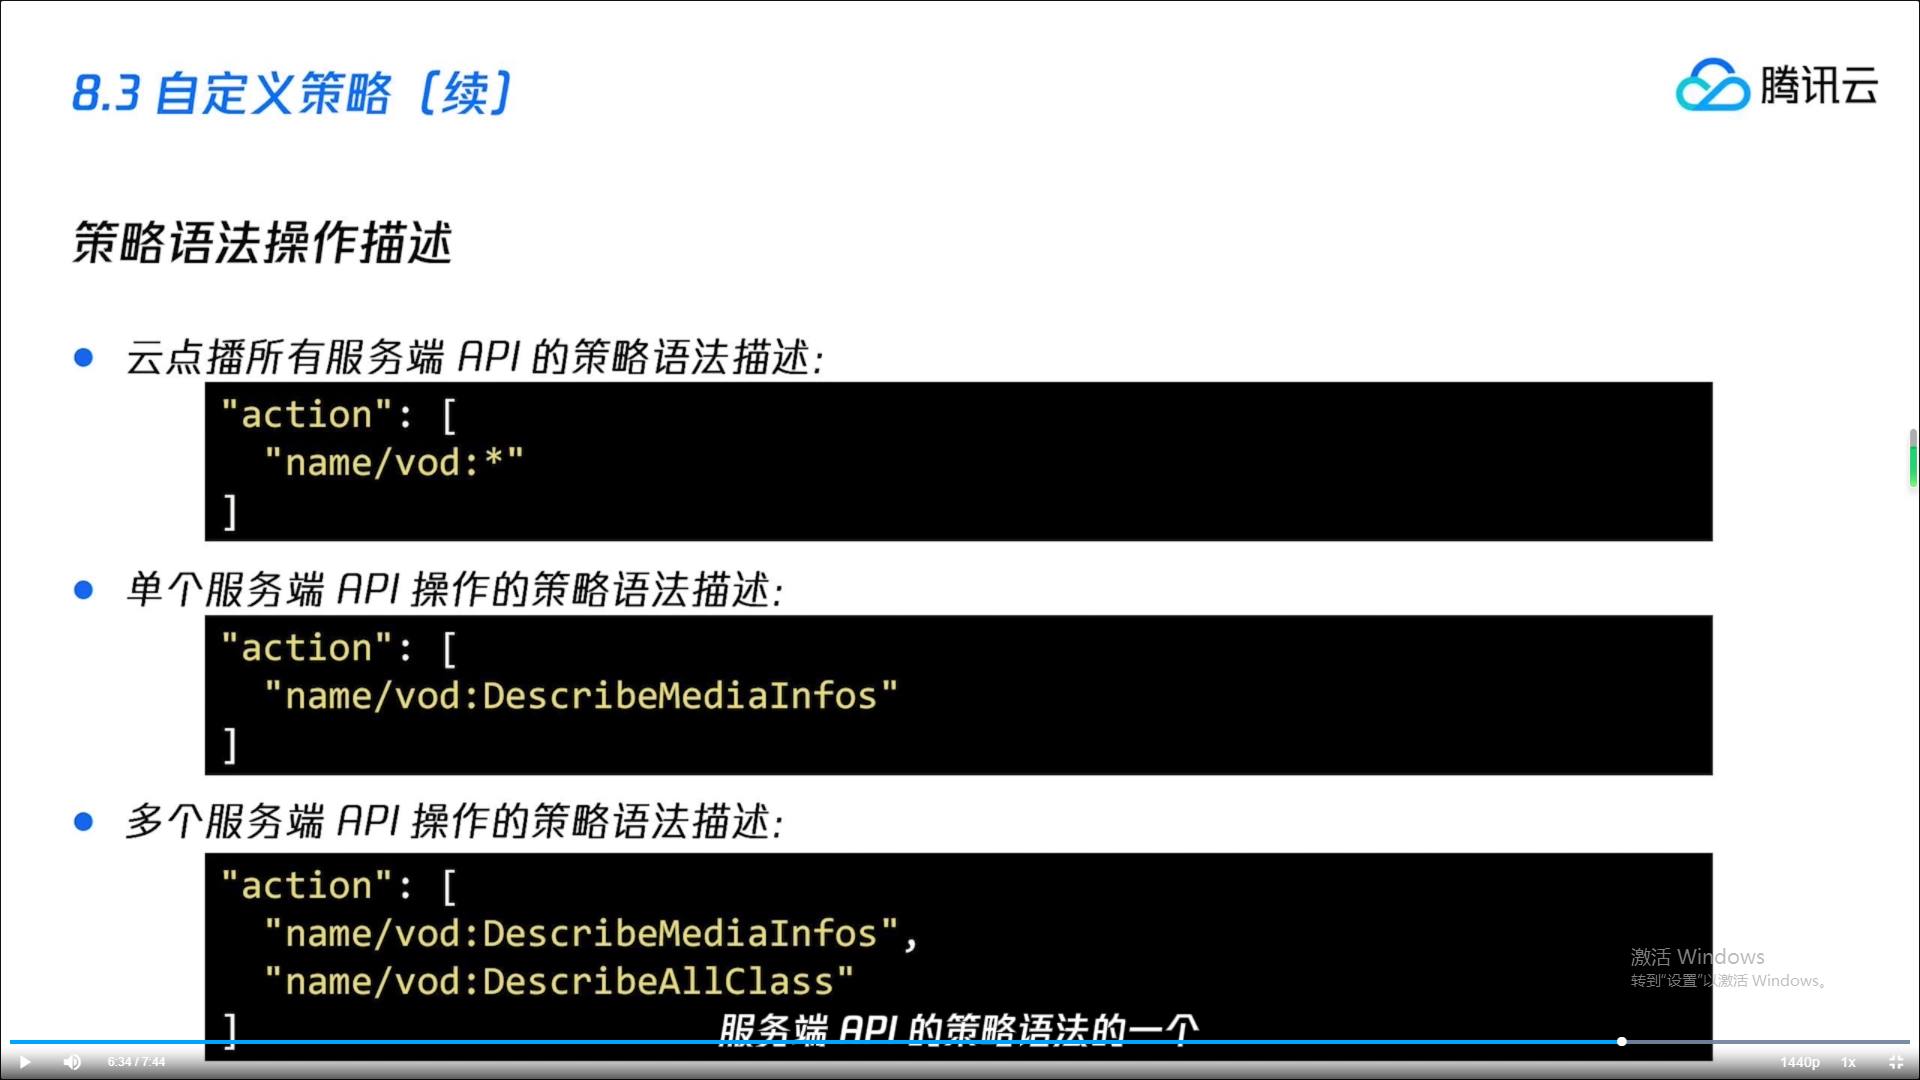 8.3 自定义策略（续）
腾讯云
策略语法操作描述
云点播所有服务端 API 的策略语法描述：
"action": [
"name/vod:*"
]
单个服务端 API 操作的策略语法描述：
"action": [
"name/vod:DescribeMediaInfos"
]
多个服务端 API 操作的策略语法描述：
"action": [
"name/vod:DescribeMediaInfos",
"name/vod:DescribeAllClass"
]
服务端 API 的策略语法的一个
激活 Windows
转到"设置"以激活 Windows。
6:34 / 7:44
1440p
1x